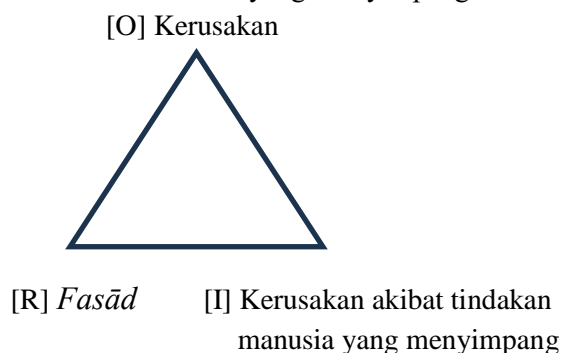 [O] Kerusakan
[R] Fasād [I] Kerusakan akibat tindakan
manusia yang menyimpang